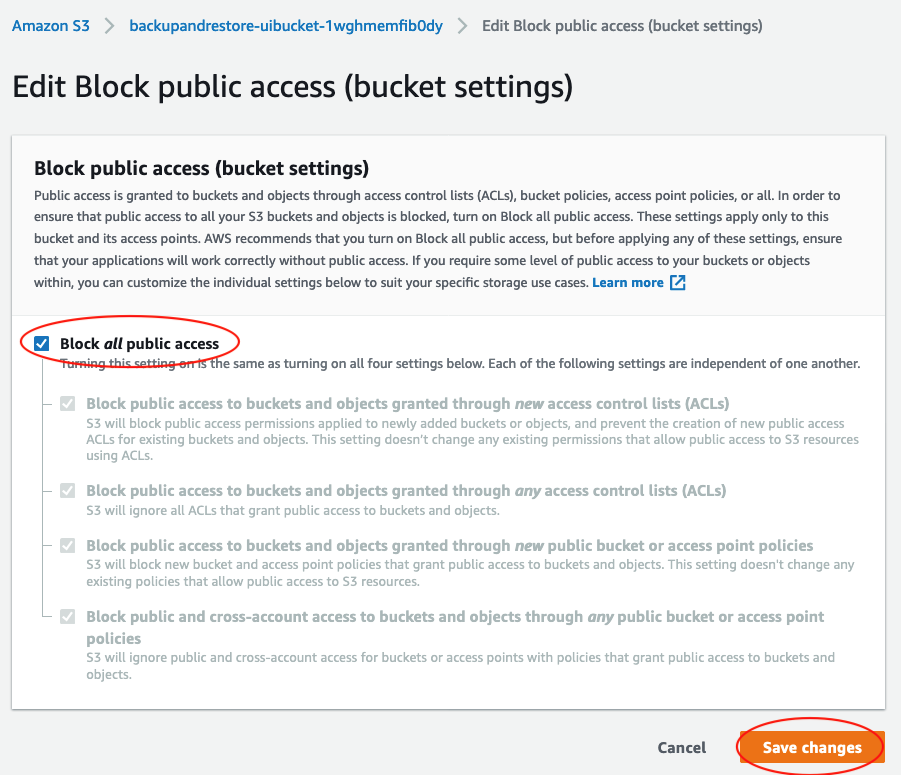 Amazon S3 > backupandrestore-uibucket-1wghmemfib0dy > Edit Block public access (bucket settings)
Edit Block public access (bucket settings)
Block public access (bucket settings)
Public access is granted to buckets and objects through access control lists (ACLs), bucket policies, access point policies, or all. In order to
ensure that public access to all your S3 buckets and objects is blocked, turn on Block all public access. These settings apply only to this
bucket and its access points. AWS recommends that you turn on Block all public access, but before applying any of these settings, ensure
that your applications will work correctly without public access. If you require some level of public access to your buckets or objects
within, you can customize the individual settings below to suit your specific storage use cases. Learn more
Block all public access
Turning this setting on is the same as turning on all four settings below. Each of the following settings are independent of one another.
Block public access to buckets and objects granted through new access control lists (ACLs)
S3 will block public access permissions applied to newly added buckets or objects, and prevent the creation of new public access
ACLs for existing buckets and objects. This setting doesn't change any existing permissions that allow public access to S3 resources
using ACLs.
Block public access to buckets and objects granted through any access control lists (ACLs)
S3 will ignore all ACLs that grant public access to buckets and objects.
Block public access to buckets and objects granted through new public bucket or access point policies
S3 will block new bucket and access point policies that grant public access to buckets and objects. This setting doesn't change any
existing policies that allow public access to S3 resources.
Block public and cross-account access to buckets and objects through any public bucket or access point
policies
S3 will ignore public and cross-account access for buckets or access points with policies that grant public access to buckets and
objects.
Cancel Save changes